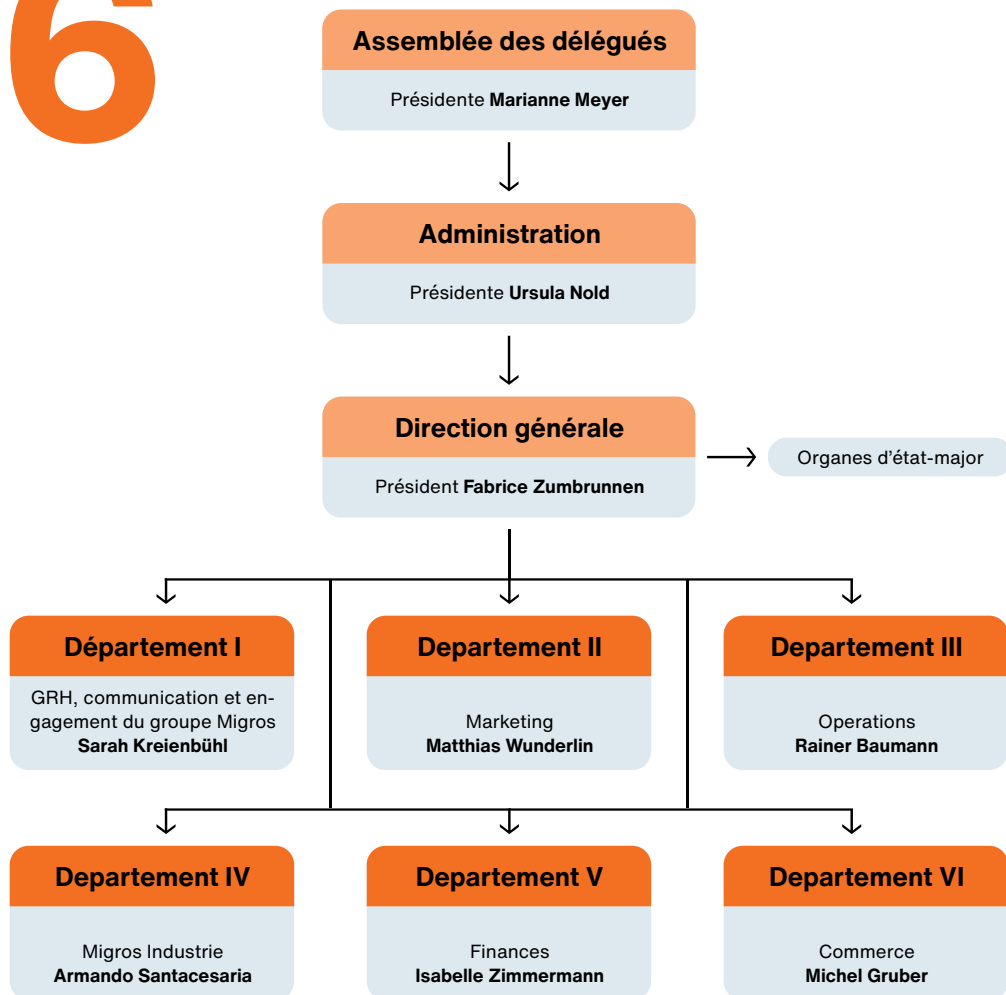 6
Assemblée des délégués
Présidente Marianne Meyer
Administration
Présidente Ursula Nold
Direction générale
Président Fabrice Zumbrunnen
Organes d'état-major
Département I
GRH, communication et en-
gagement du groupe Migros
Sarah Kreienbühl
Departement II
Marketing
Matthias Wunderlin
Departement III
Operations
Rainer Baumann
Departement IV
Migros Industrie
Armando Santacesaria
Departement V
Finances
Isabelle Zimmermann
Departement VI
Commerce
Michel Gruber